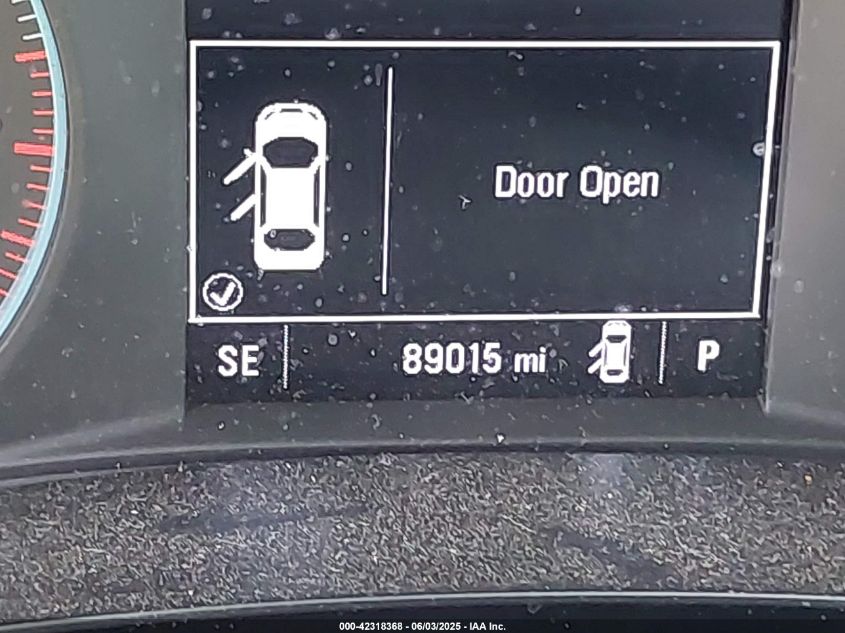 Door Open
SE 89015 mi P
000-42318368 - 06/03/2025 - IAA Inc.